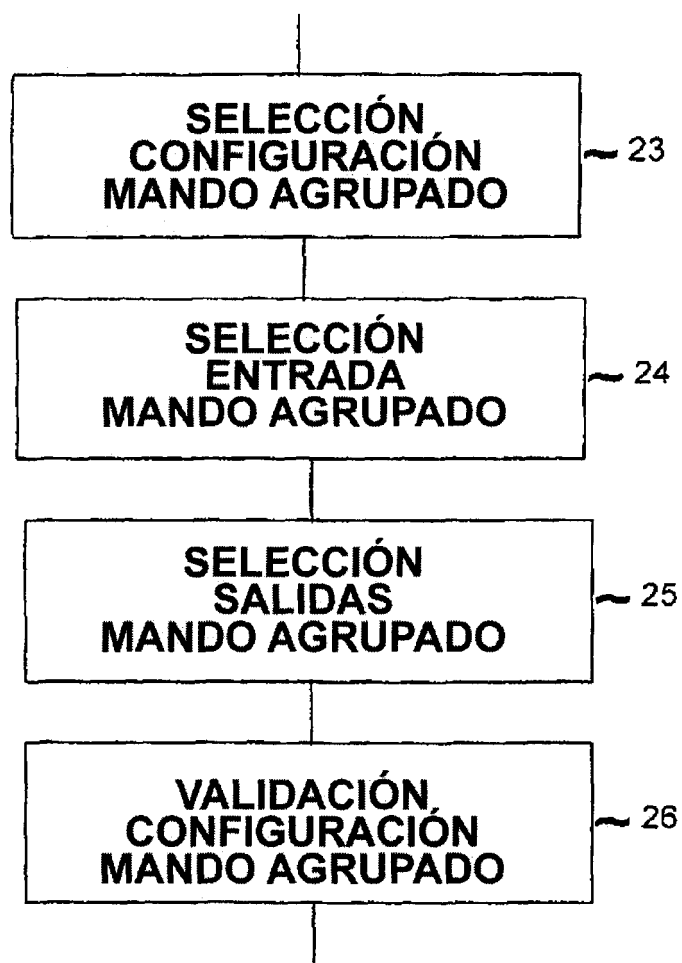 SELECCIÓN
CONFIGURACIÓN
MANDO AGRUPADO
23
SELECCIÓN
ENTRADA
MANDO AGRUPADO
24
SELECCIÓN
SALIDAS
MANDO AGRUPADO
25
VALIDACIÓN
CONFIGURACIÓN
MANDO AGRUPADO
26